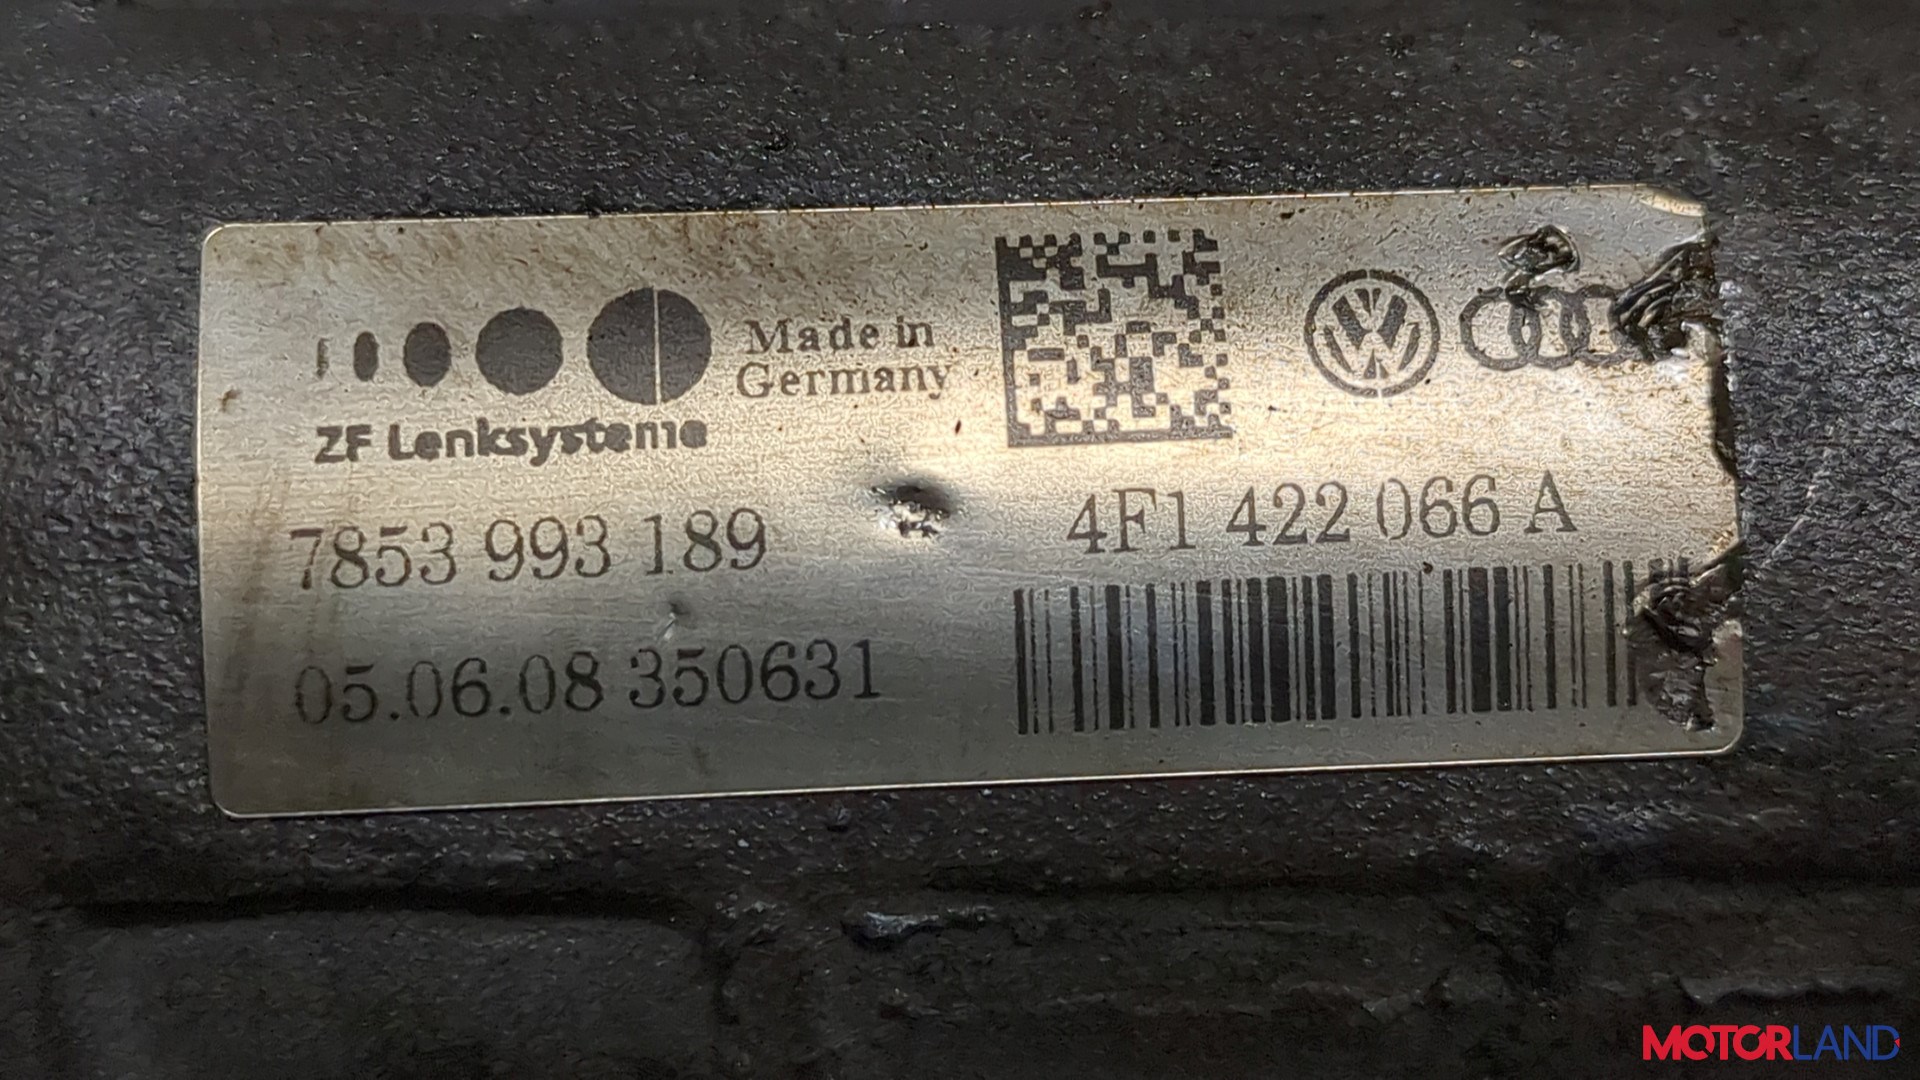 Made in
Germany
ZF Lenksysteme
7853 993 189
4F1 422 066 A
05.06.08 350631
MOTORLAND